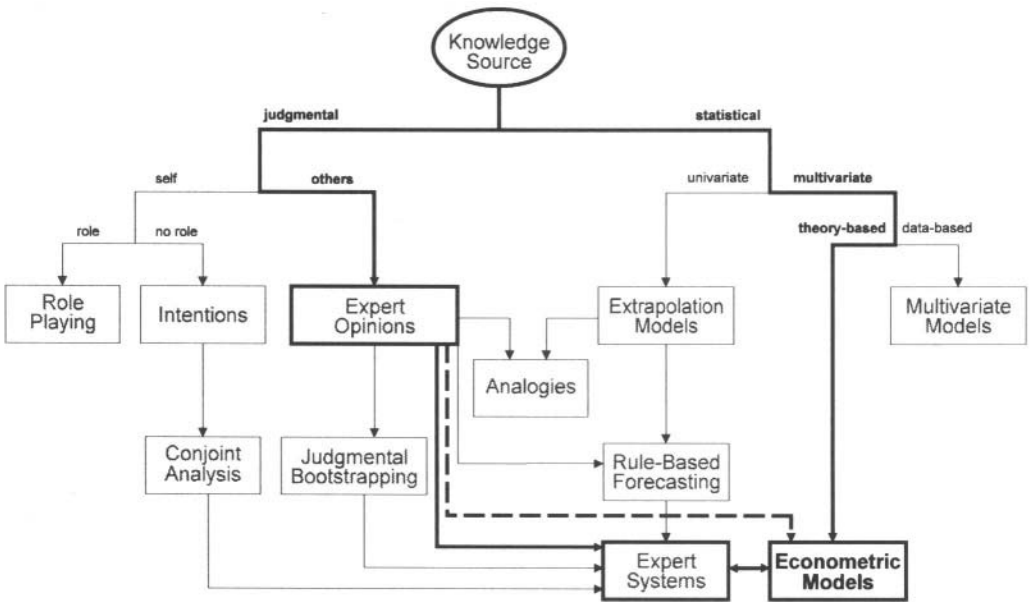 Knowledge
Source
judgmental
statistical
self
others
univariate
multivariate
role
no role
theory-based
data-based
Role
Playing
Intentions
Expert
Opinions
Extrapolation
Models
Multivariate
Models
Analogies
Conjoint
Analysis
Judgmental
Bootstrapping
Rule-Based
Forecasting
Expert
Systems
Econometric
Models